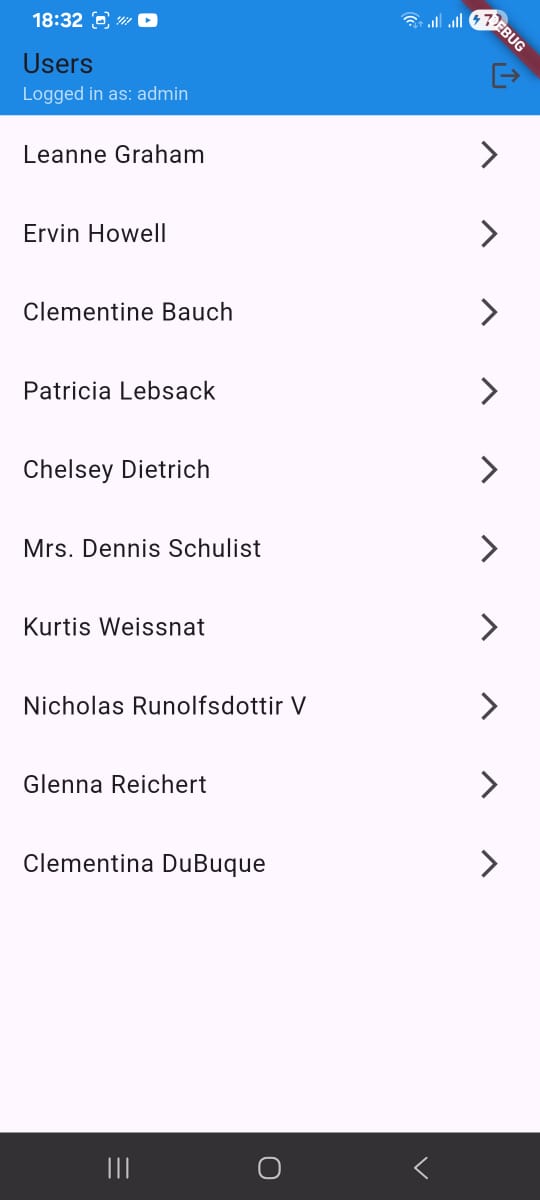 18:32
DEBUG
Users
Logged in as: admin
Leanne Graham
Ervin Howell
Clementine Bauch
Patricia Lebsack
Chelsey Dietrich
Mrs. Dennis Schulist
Kurtis Weissnat
Nicholas Runolfsdottir V
Glenna Reichert
Clementina DuBuque